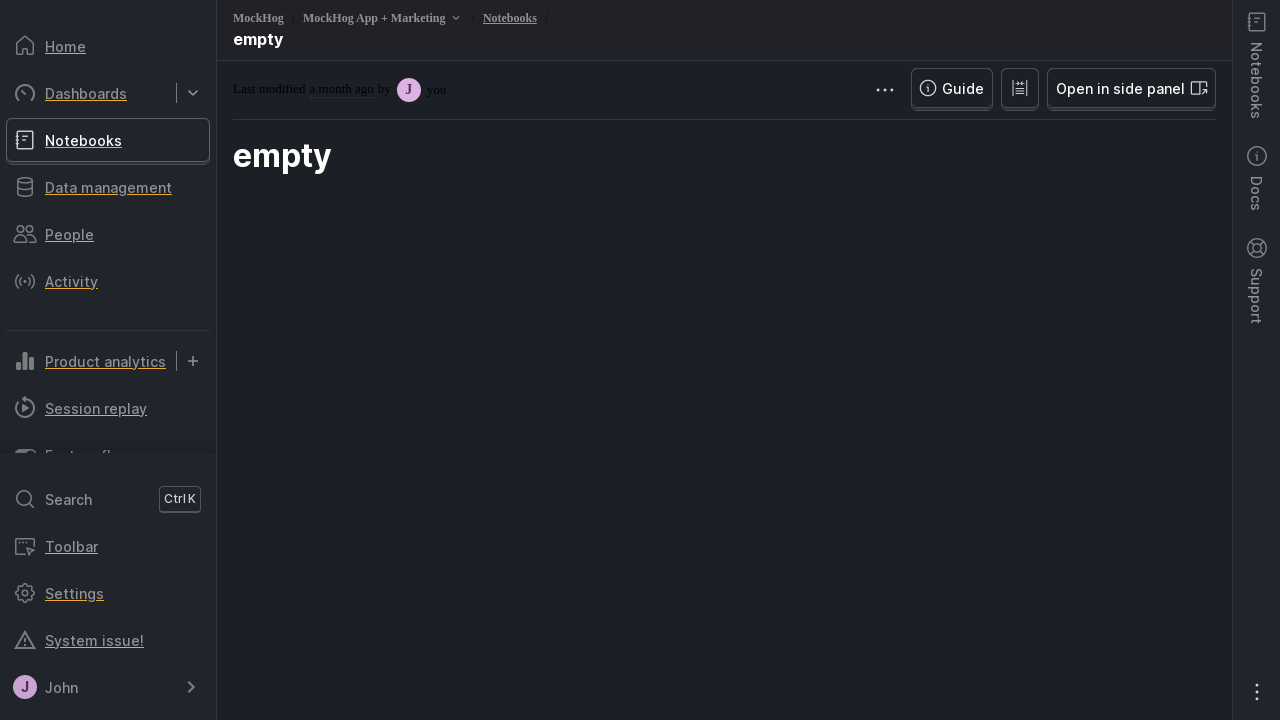 Home
Dashboards
Notebooks
Data management
People
Activity
Product analytics
Session replay
Search
Ctrl K
Toolbar
Settings
System issue!
J
John
MockHog / MockHog App + Marketing / Notebooks /
empty
Last modified a month ago by J you
Guide
Open in side panel
empty
Notebooks
Docs
Support